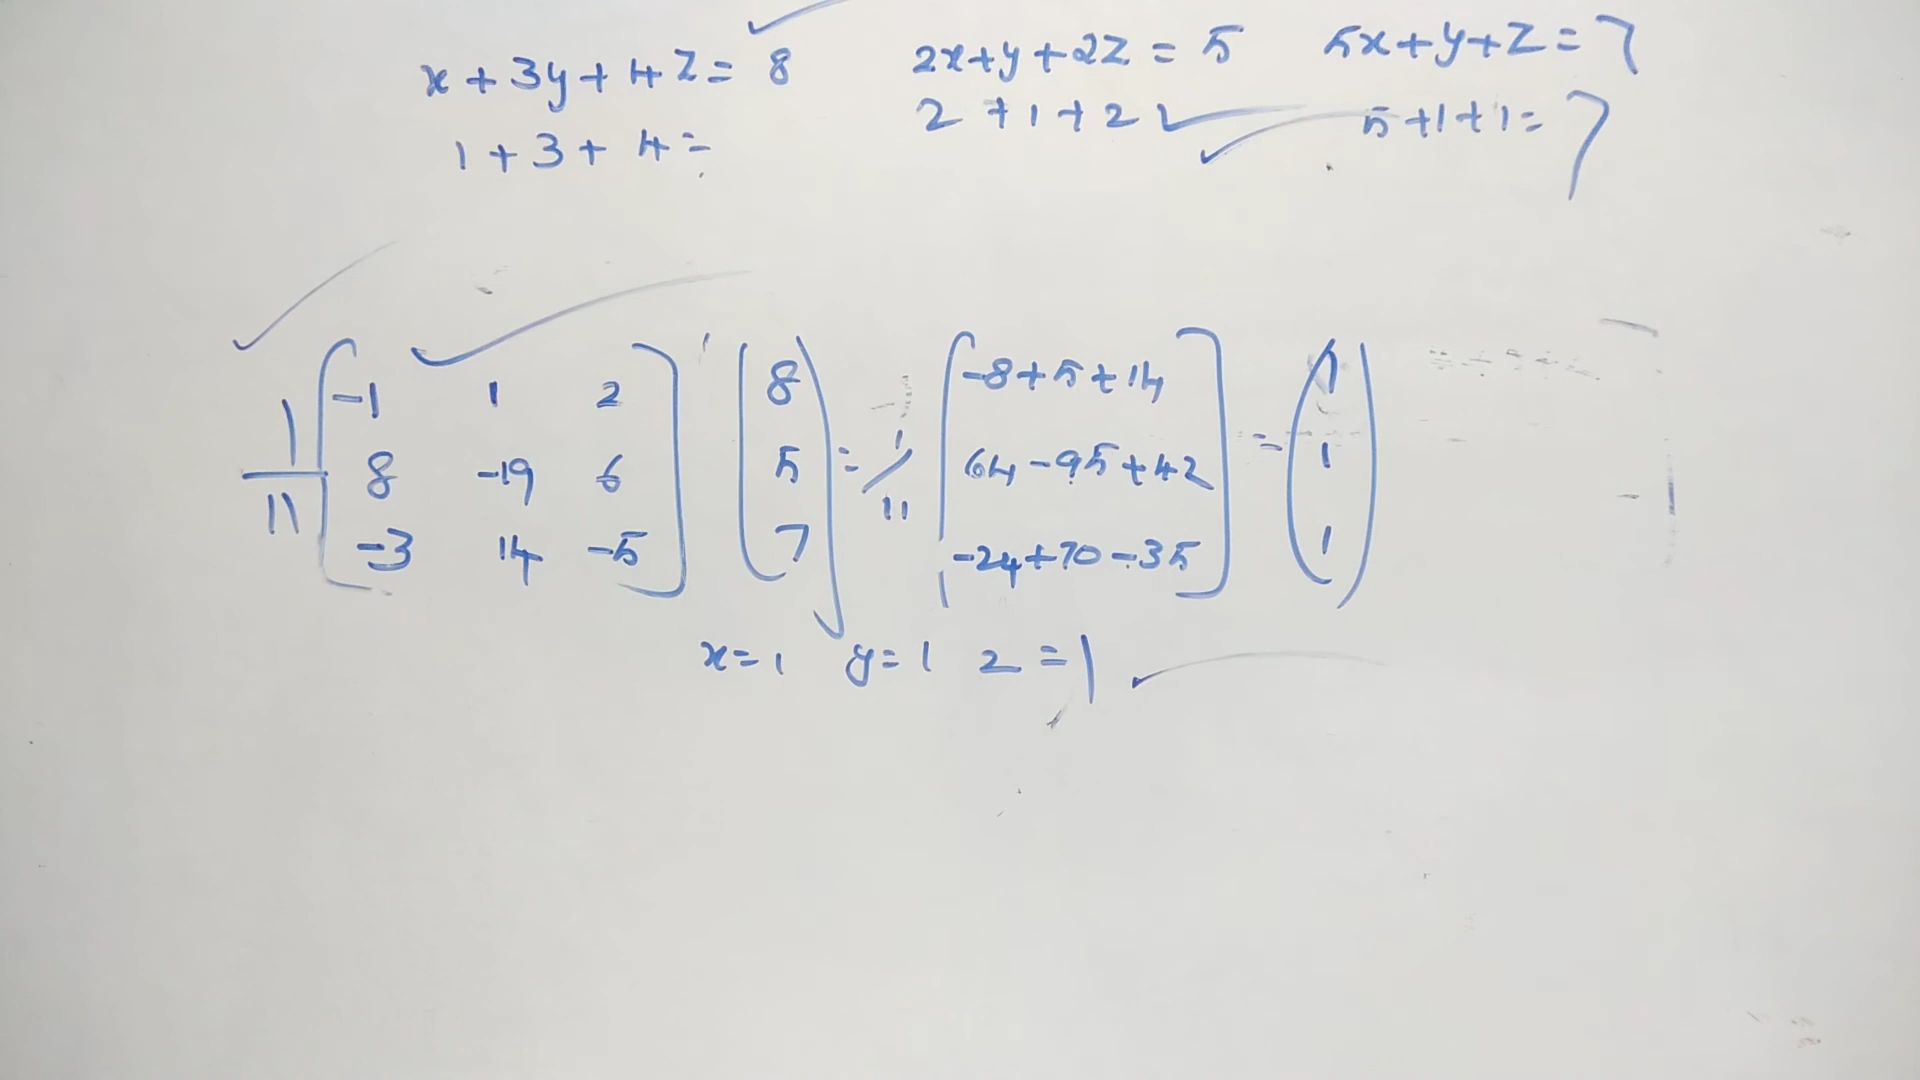 x + 3y + 4z = 8    2x + y + 2z = 5    5x + y + z = 7
1 + 3 + 4 =    2 + 1 + 2 ✓    ✓ 5 + 1 + 1 = 7
-1 1 2    8    -8 + 5 + 14    1
1/11    8 -19 6    5    = 1/11    64 - 95 + 42    =    1
-3 14 -5    7    -24 + 70 - 35    1
x = 1    y = 1    z = 1